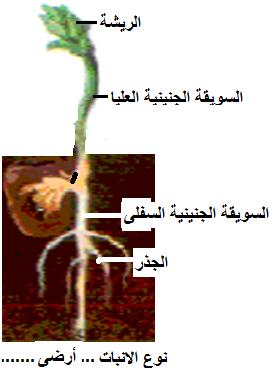 الريشة
السويقة الجنينية العليا
السويقة الجنينية السفلى
الجذر
نوع الانبات ... أرضى .......